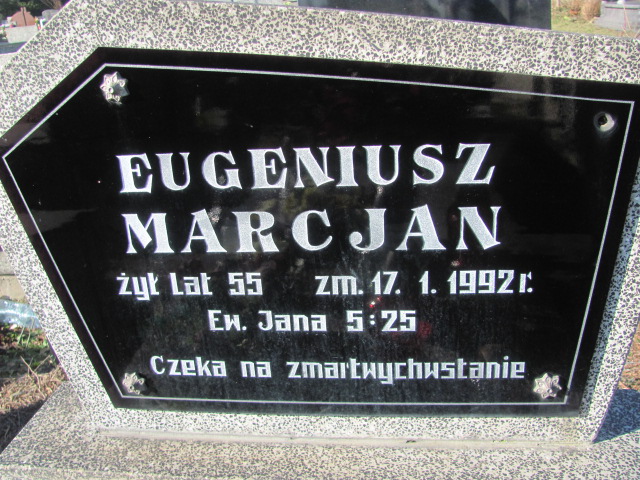 EUGENIUSZ
MARCJAN
żył lat 55 zm. 17. 1. 1992 r.
Ew. Jana 5:25
Czeka na zmartwychwstanie